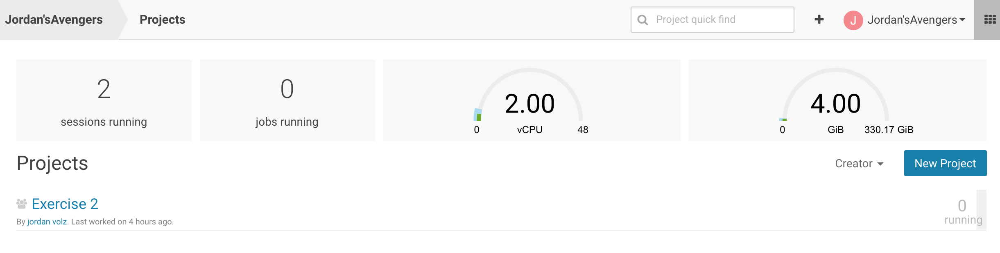 Jordan'sAvengers Projects Project quick find + J Jordan'sAvengers
2 0 2.00 4.00
sessions running jobs running 0 vCPU 48 0 GiB 330.17 GiB
Projects Creator New Project
Exercise 2 0
By jordan volz. Last worked on 4 hours ago. running